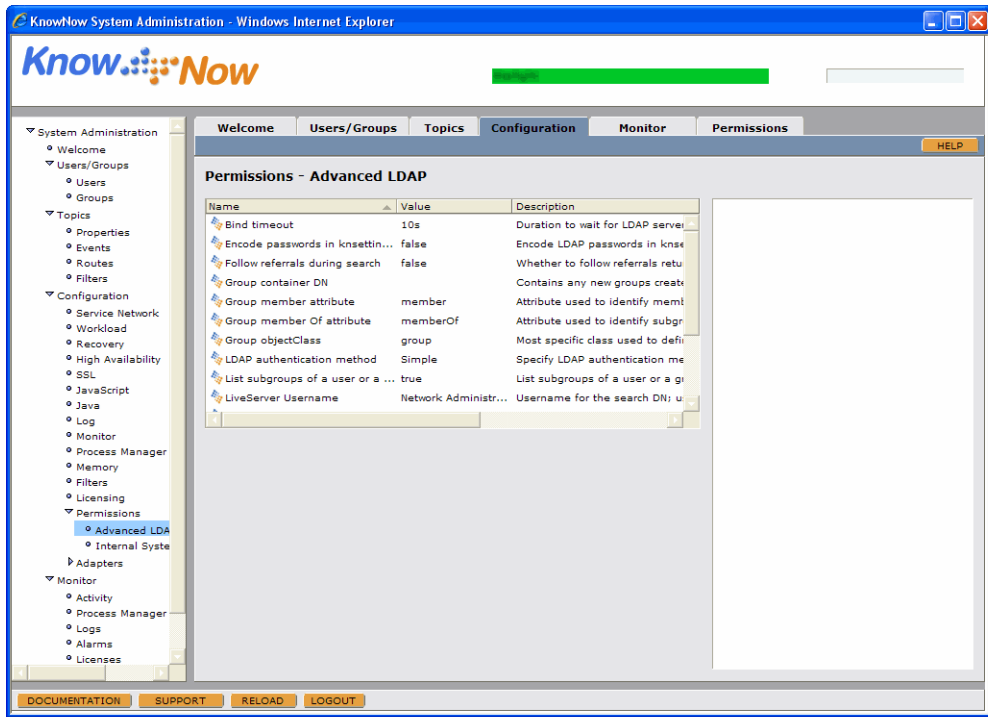 KnowNow System Administration - Windows Internet Explorer
Know Now
System Administration
Welcome
Users/Groups
Users
Groups
Topics
Properties
Events
Routes
Filters
Configuration
Service Network
Workload
Recovery
High Availability
SSL
JavaScript
Java
Log
Monitor
Process Manager
Memory
Filters
Licensing
Permissions
Advanced LDA
Internal Syste
Adapters
Monitor
Activity
Process Manager
Logs
Alarms
Licenses
Welcome Users/Groups Topics Configuration Monitor Permissions
HELP
Permissions - Advanced LDAP
Name Value Description
Bind timeout 10s Duration to wait for LDAP server
Encode passwords in knsettin... false Encode LDAP passwords in knse
Follow referrals during search false Whether to follow referrals retu
Group container DN Contains any new groups create
Group member attribute member Attribute used to identify memb
Group member Of attribute memberOf Attribute used to identify subgr
Group objectClass group Most specific class used to defi
LDAP authentication method Simple Specify LDAP authentication me
List subgroups of a user or a ... true List subgroups of a user or a gr
LiveServer Username Network Administr... Username for the search DN; u
DOCUMENTATION SUPPORT RELOAD LOGOUT